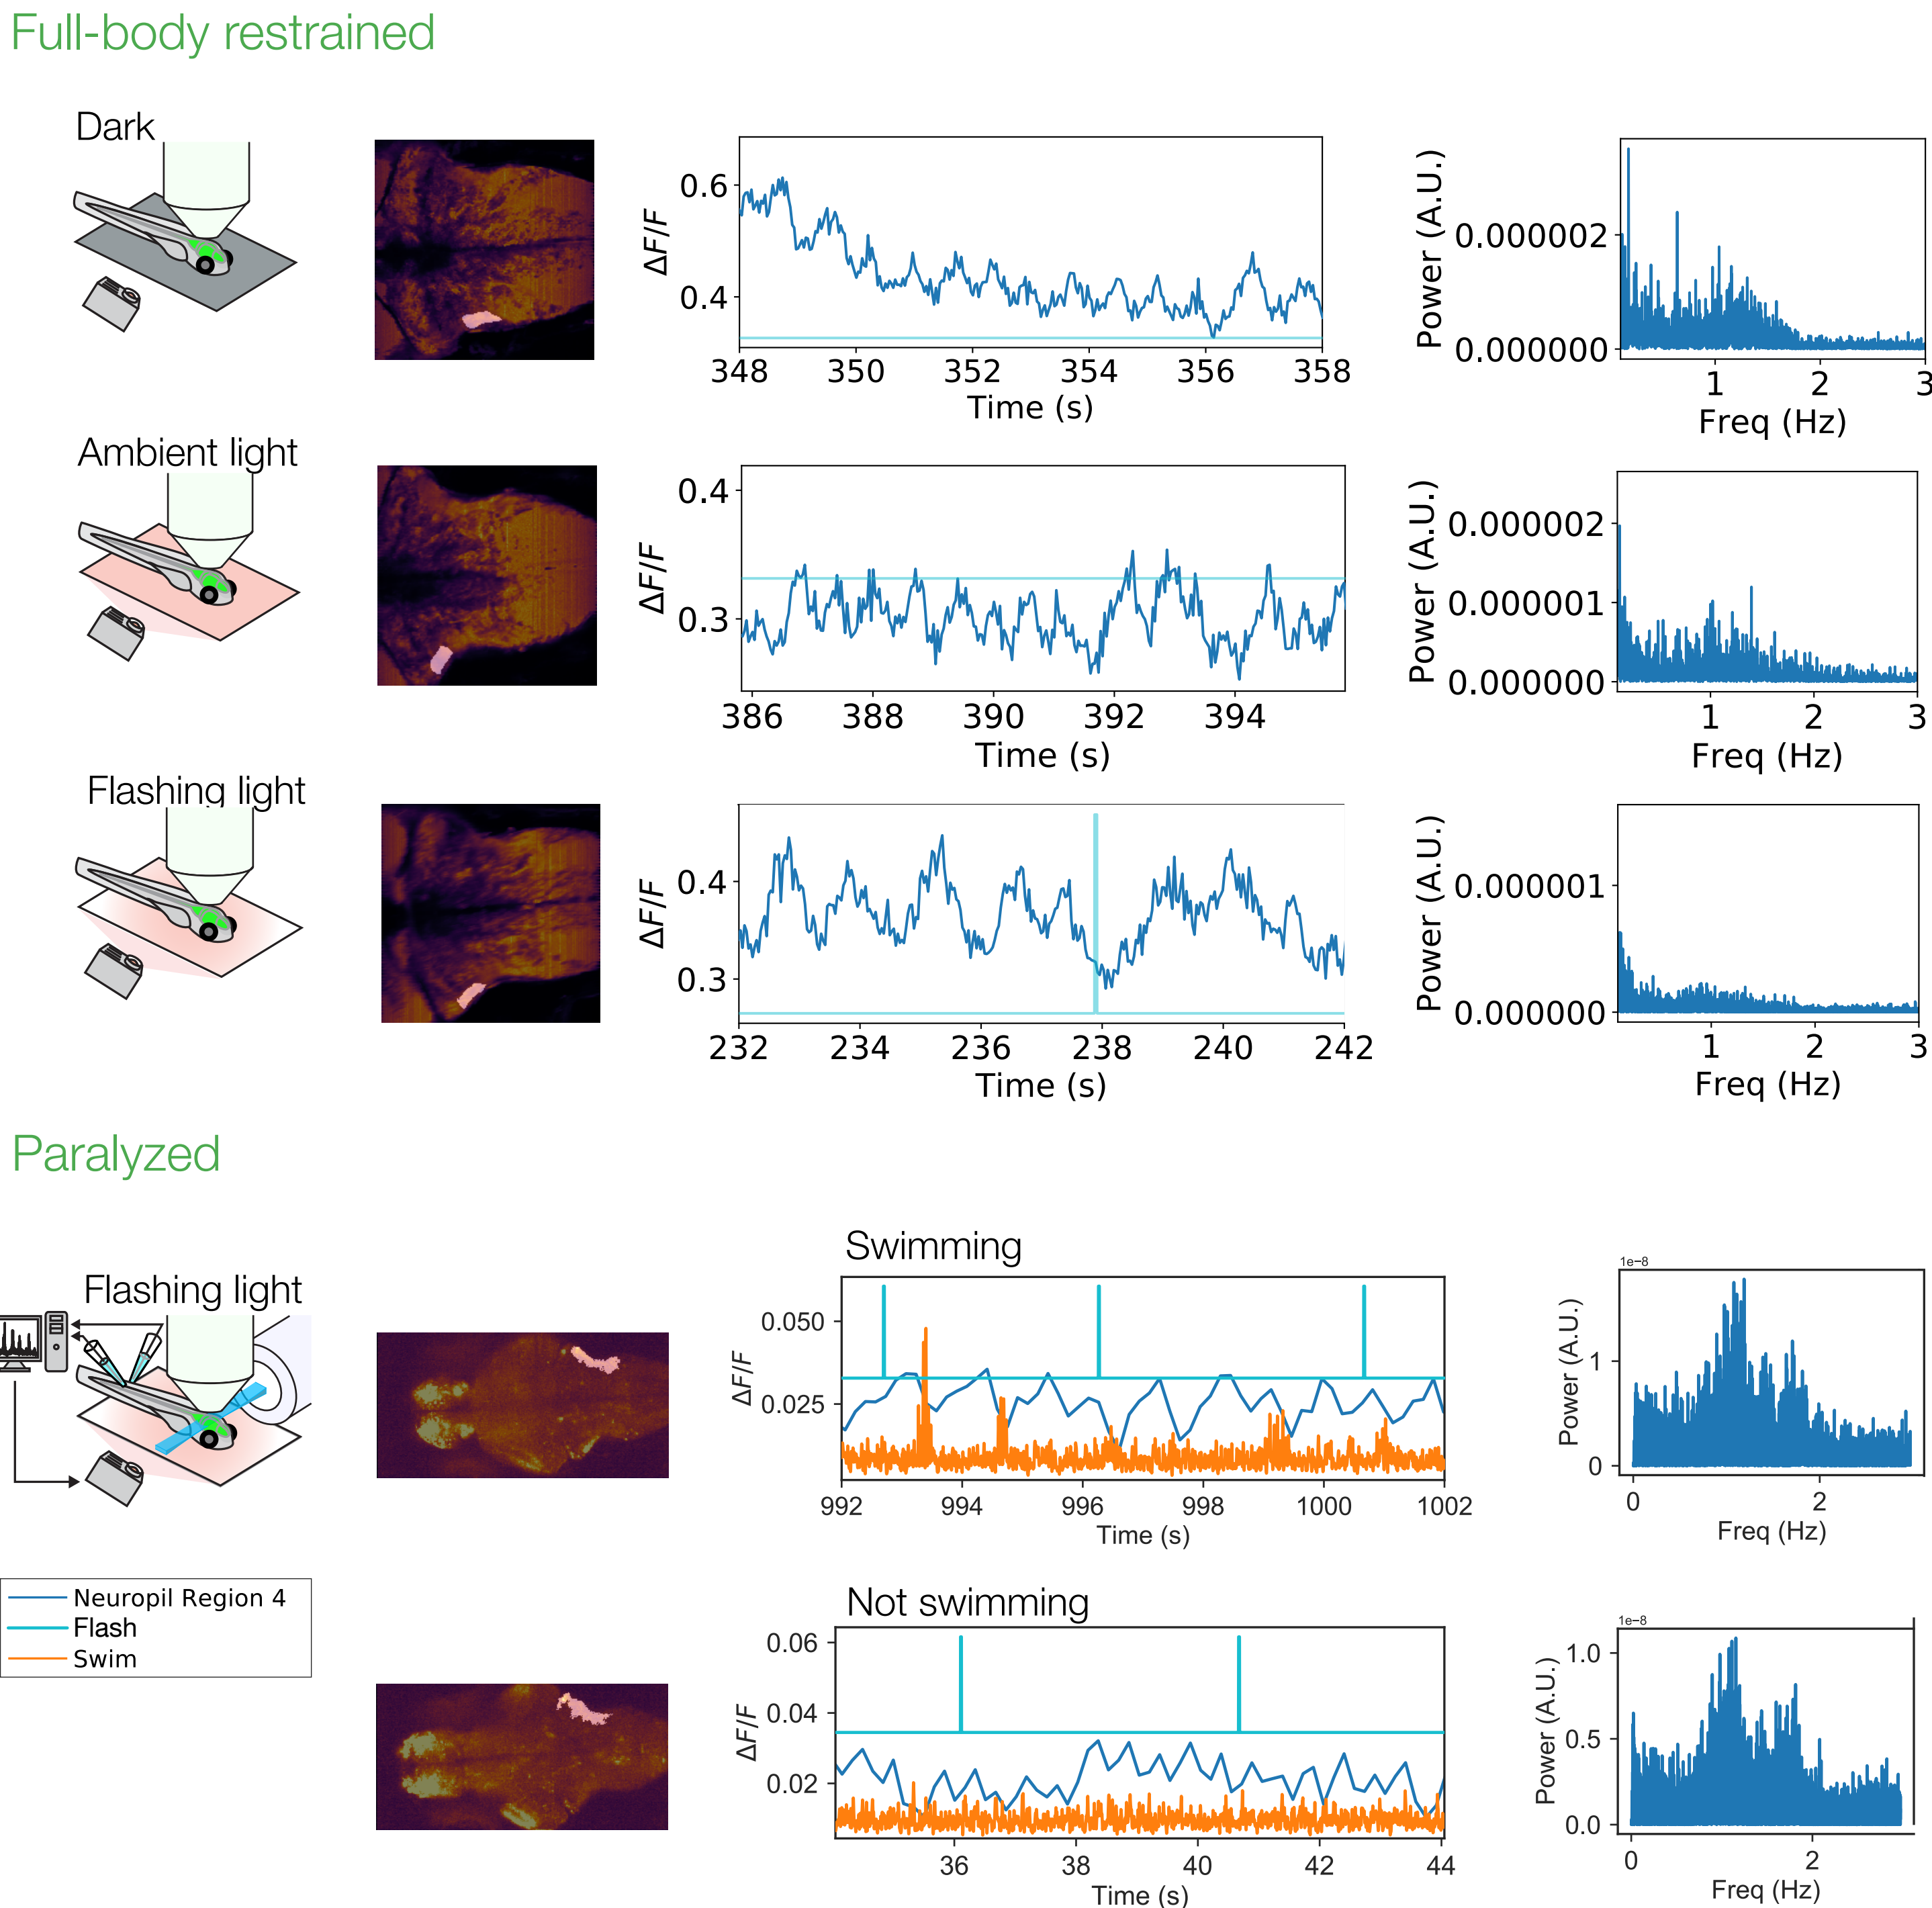 Full-body restrained
Dark
ΔF/F
0.6
0.4
348 350 352 354 356 358
Time (s)
Power (A.U.)
0.000002
0.000000
1 2 3
Freq (Hz)
Ambient light
ΔF/F
0.4
0.3
386 388 390 392 394
Time (s)
Power (A.U.)
0.000002
0.000001
0.000000
1 2 3
Freq (Hz)
Flashing light
ΔF/F
0.4
0.3
232 234 236 238 240 242
Time (s)
Power (A.U.)
0.000001
0.000000
1 2 3
Freq (Hz)
Paralyzed
Flashing light
Swimming
ΔF/F
0.050
0.025
992 994 996 998 1000 1002
Time (s)
1e−8
Power (A.U.)
1
0
0 2
Freq (Hz)
Neuropil Region 4
Flash
Swim
Not swimming
ΔF/F
0.06
0.04
0.02
36 38 40 42 44
Time (s)
1e−8
Power (A.U.)
1.0
0.5
0.0
0 2
Freq (Hz)